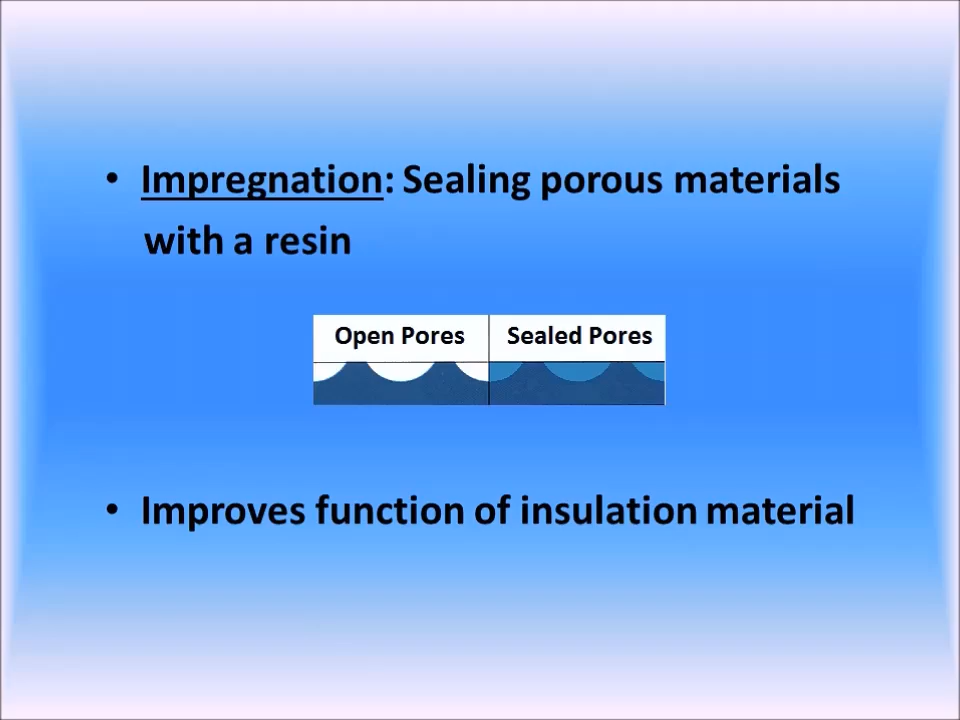 • Impregnation: Sealing porous materials
with a resin
Open Pores Sealed Pores
• Improves function of insulation material